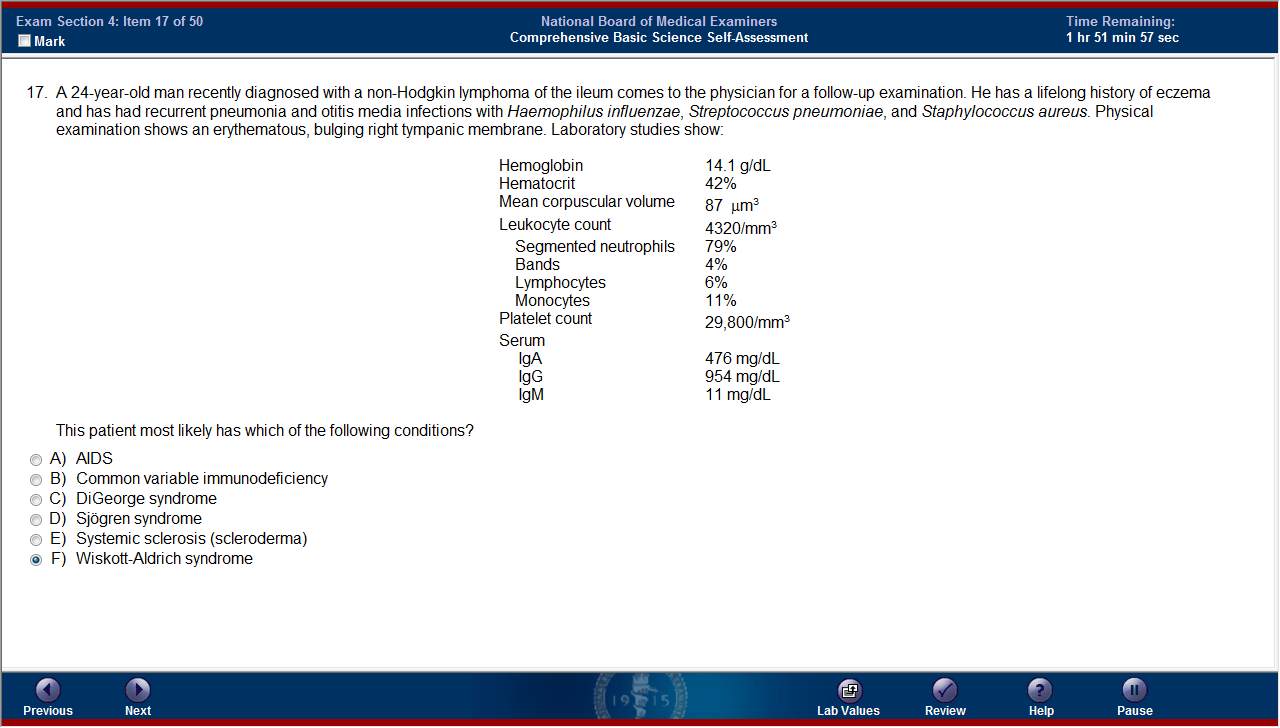 Exam Section 4: Item 17 of 50
National Board of Medical Examiners
Time Remaining:
Mark
Comprehensive Basic Science Self-Assessment
1 hr 51 min 57 sec
17. A 24-year-old man recently diagnosed with a non-Hodgkin lymphoma of the ileum comes to the physician for a follow-up examination. He has a lifelong history of eczema
and has had recurrent pneumonia and otitis media infections with Haemophilus influenzae, Streptococcus pneumoniae, and Staphylococcus aureus. Physical
examination shows an erythematous, bulging right tympanic membrane. Laboratory studies show:
Hemoglobin 14.1 g/dL
Hematocrit 42%
Mean corpuscular volume 87 μm³
Leukocyte count 4320/mm³
Segmented neutrophils 79%
Bands 4%
Lymphocytes 6%
Monocytes 11%
Platelet count 29,800/mm³
Serum
IgA 476 mg/dL
IgG 954 mg/dL
IgM 11 mg/dL
This patient most likely has which of the following conditions?
A) AIDS
B) Common variable immunodeficiency
C) DiGeorge syndrome
D) Sjögren syndrome
E) Systemic sclerosis (scleroderma)
F) Wiskott-Aldrich syndrome
1915
Previous Next Lab Values Review Help Pause